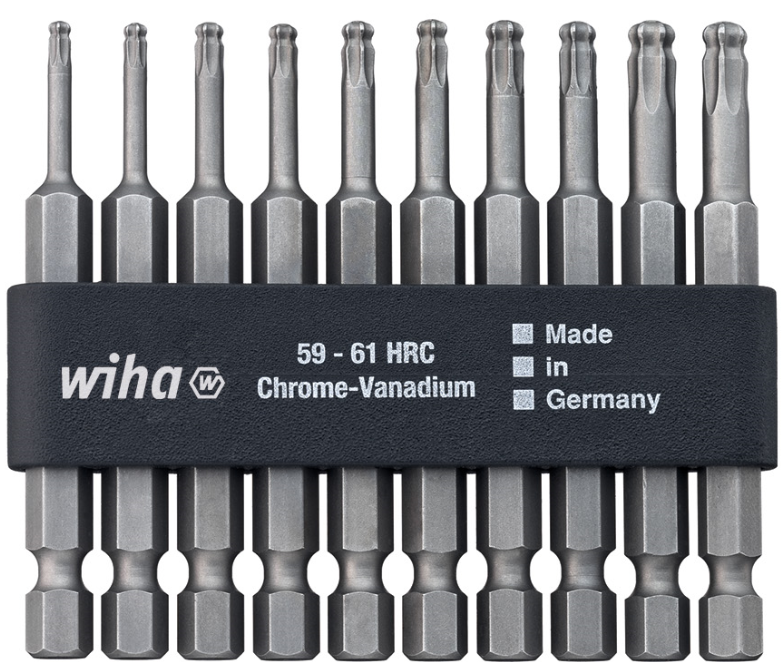 wiha w
59 - 61 HRC
Chrome-Vanadium
Made
in
Germany